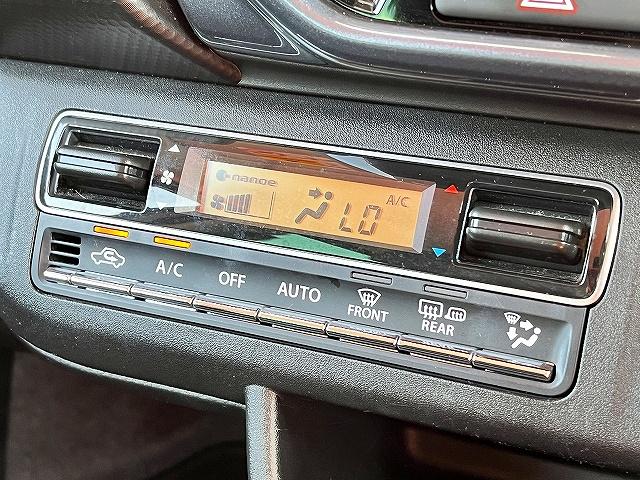 nanoe
A/C
LO
A/C
OFF
AUTO
FRONT
REAR